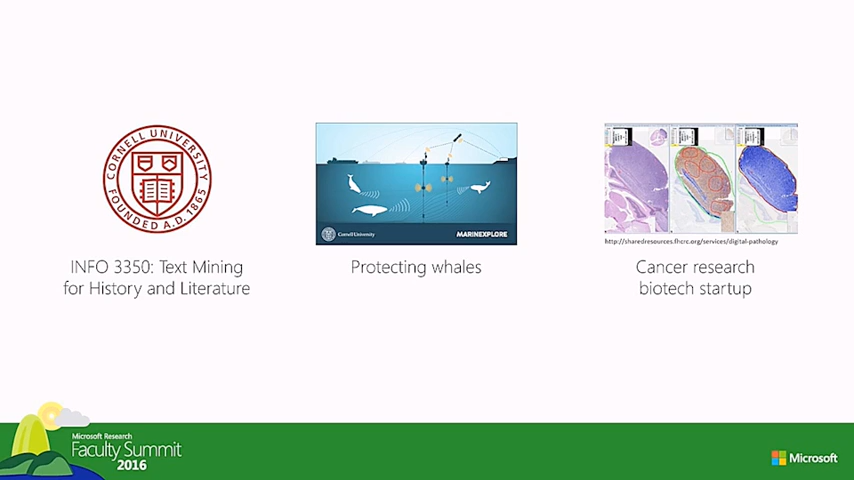 CORNELL UNIVERSITY
FOUNDED A.D. 1865
INFO 3350: Text Mining
for History and Literature
Cornell University
MARINEXPLORE
Protecting whales
http://sharedresources.fhcrc.org/services/digital-pathology
Cancer research
biotech startup
Microsoft Research
Faculty Summit
2016
Microsoft